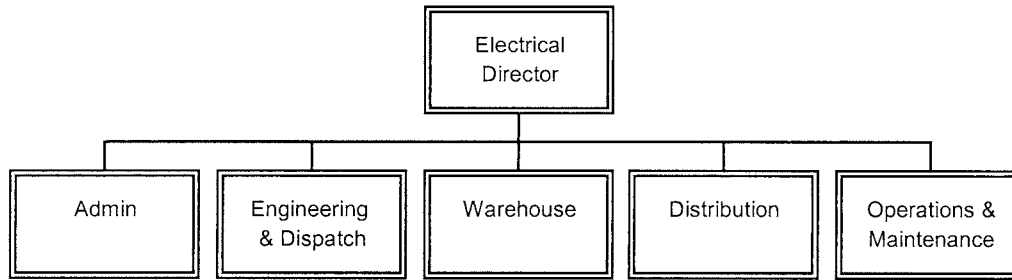 Electrical
Director
Admin
Engineering
& Dispatch
Warehouse
Distribution
Operations &
Maintenance